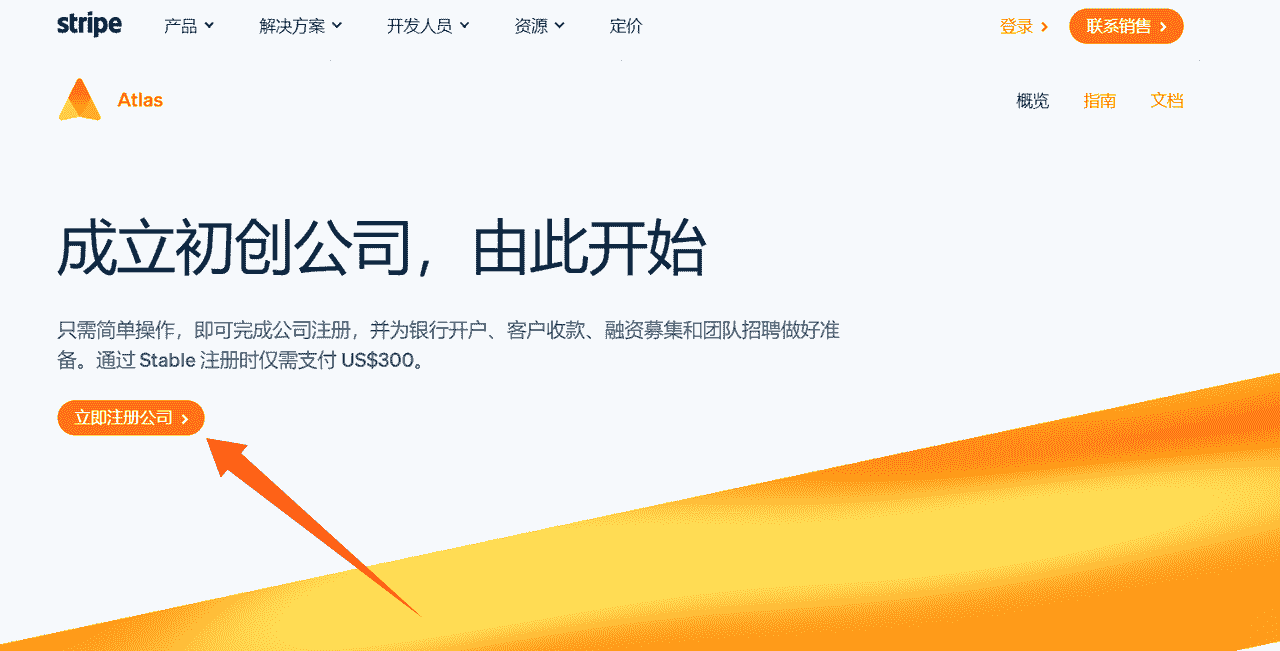 stripe 产品 解决方案 开发人员 资源 定价 登录 联系销售
Atlas 概览 指南 文档
成立初创公司，由此开始
只需简单操作，即可完成公司注册，并为银行开户、客户收款、融资募集和团队招聘做好准
备。通过 Stable 注册时仅需支付 US$300。
立即注册公司